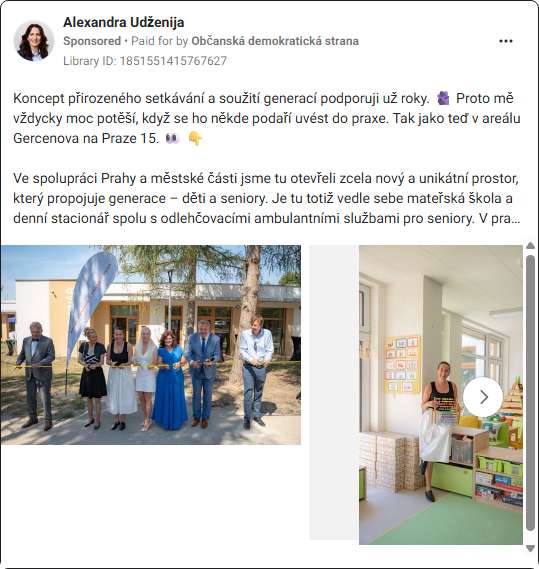 Alexandra Udženija
Sponsored • Paid for by Občanská demokratická strana
Library ID: 1851551415767627
Koncept přirozeného setkávání a soužití generací podporuji už roky. Proto mě
vždycky moc potěší, když se ho někde podaří uvést do praxe. Tak jako teď v areálu
Gercenova na Praze 15.
Ve spolupráci Prahy a městské části jsme tu otevřeli zcela nový a unikátní prostor,
který propojuje generace – děti a seniory. Je tu totiž vedle sebe mateřská škola a
denní stacionář spolu s odlehčovacími ambulantními službami pro seniory. V pra...